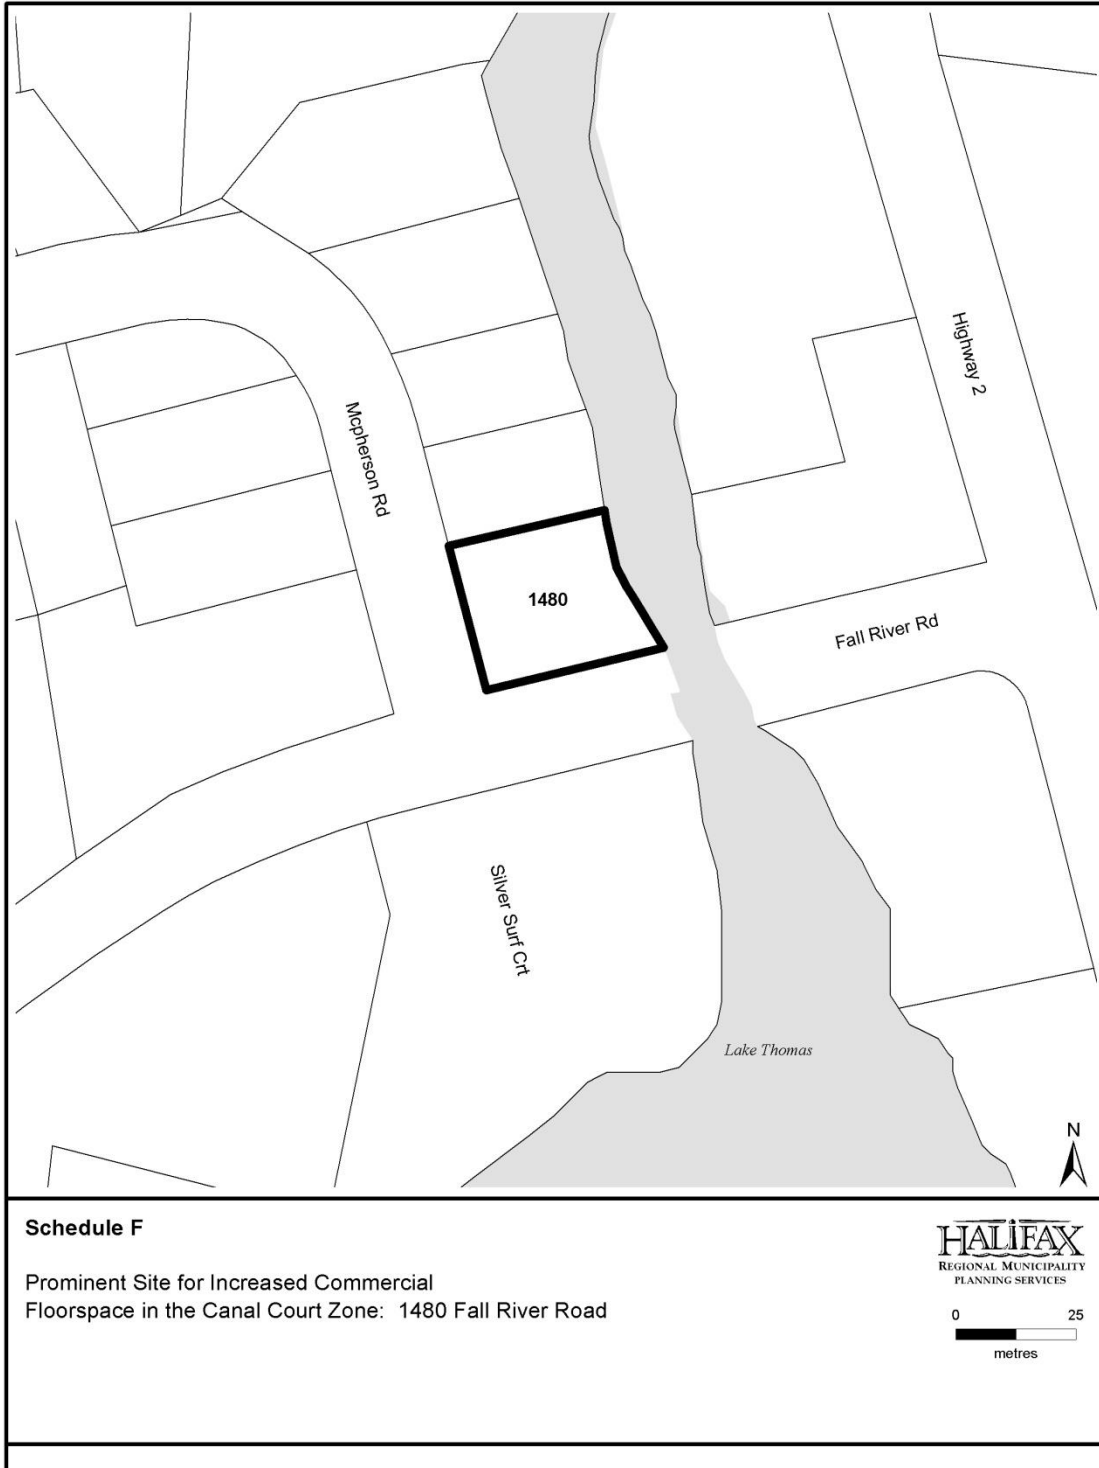 Highway 2
Mcpherson Rd
1480
Fall River Rd
Silver Surf Crt
Lake Thomas
N
Schedule F
Prominent Site for Increased Commercial
Floorspace in the Canal Court Zone: 1480 Fall River Road
HALIFAX
REGIONAL MUNICIPALITY
PLANNING SERVICES
0 25
metres